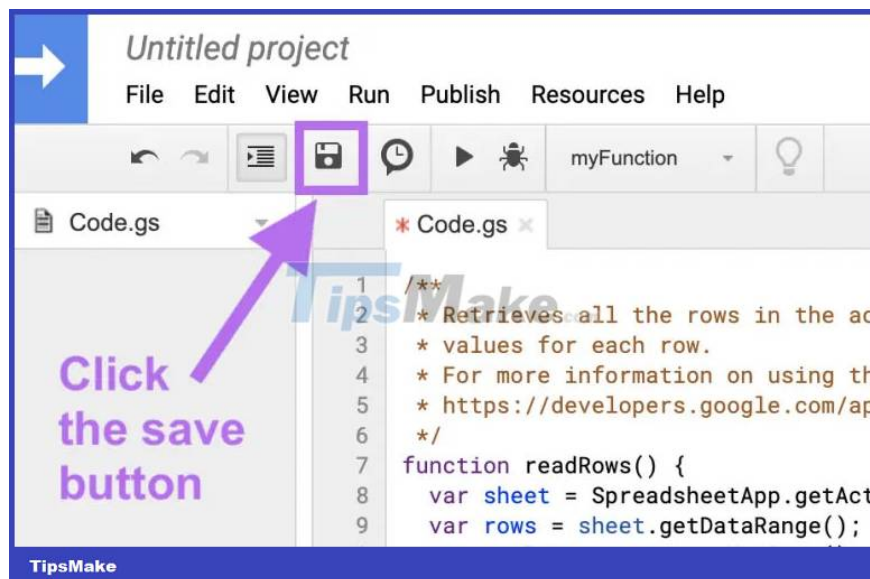 Untitled project
File Edit View Run Publish Resources Help
myFunction
Code.gs
* Code.gs ×
TipsMake
1 /**
2 * Retrieves all the rows in the ac
3 * values for each row.
4 * For more information on using th
5 * https://developers.google.com/ap
6 */
7 function readRows() {
8 var sheet = SpreadsheetApp.getAct
9 var rows = sheet.getDataRange();
Click
the save
button
TipsMake